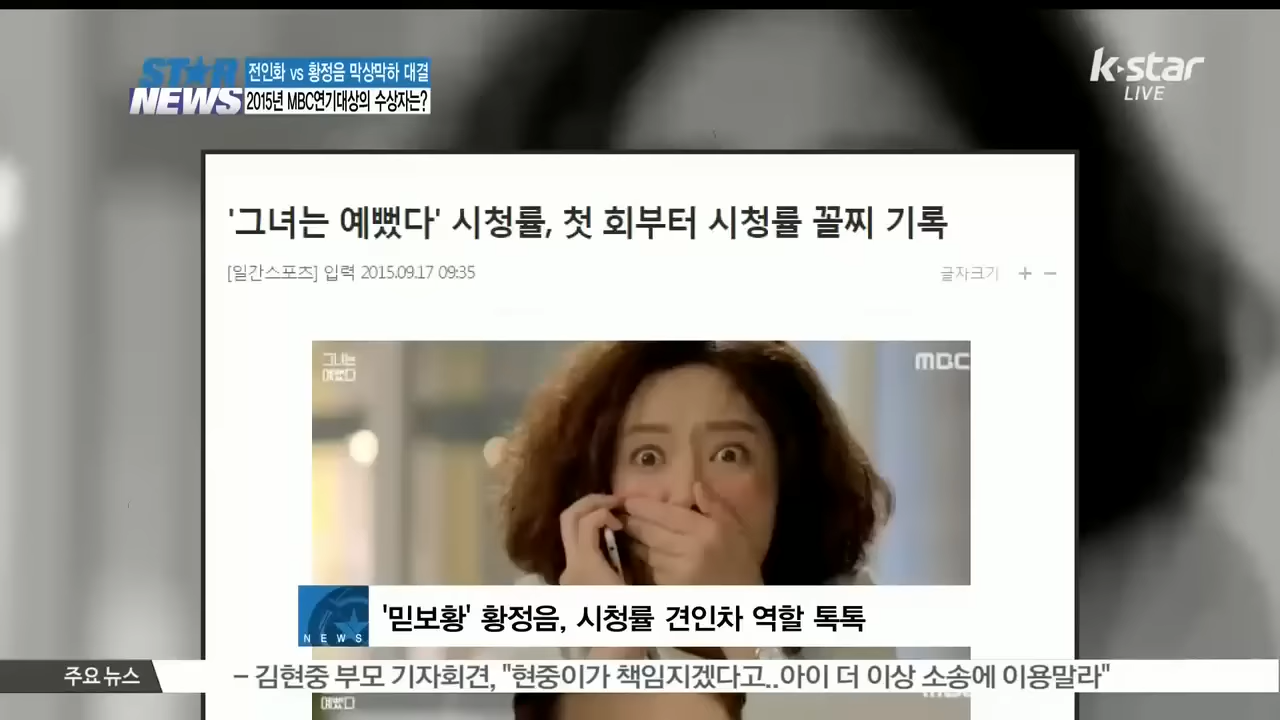 STAR NEWS
전인화 vs 황정음 막상막하 대결
2015년 MBC연기대상의 수상자는?
k-star
LIVE
'그녀는 예뻤다' 시청률, 첫 회부터 시청률 꼴찌 기록
[일간스포츠] 입력 2015.09.17 09:35
글자크기 + −
그녀는
예뻤다
MBC
NEWS
'믿보황' 황정음, 시청률 견인차 역할 톡톡
주요 뉴스
– 김현중 부모 기자회견, "현중이가 책임지겠다고..아이 더 이상 소송에 이용말라"
예뻤다